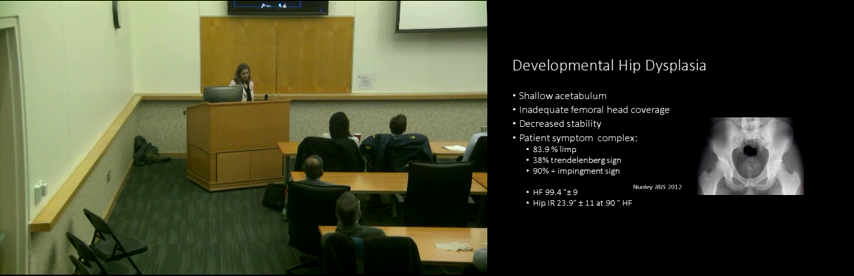 Developmental Hip Dysplasia
• Shallow acetabulum
• Inadequate femoral head coverage
• Decreased stability
• Patient symptom complex:
• 83.9 % limp
• 38% trendelenberg sign
• 90% + impingment sign
Nunley JBJS 2012
• HF 99.4 °± 9
• Hip IR 23.9° ± 11 at 90 ° HF